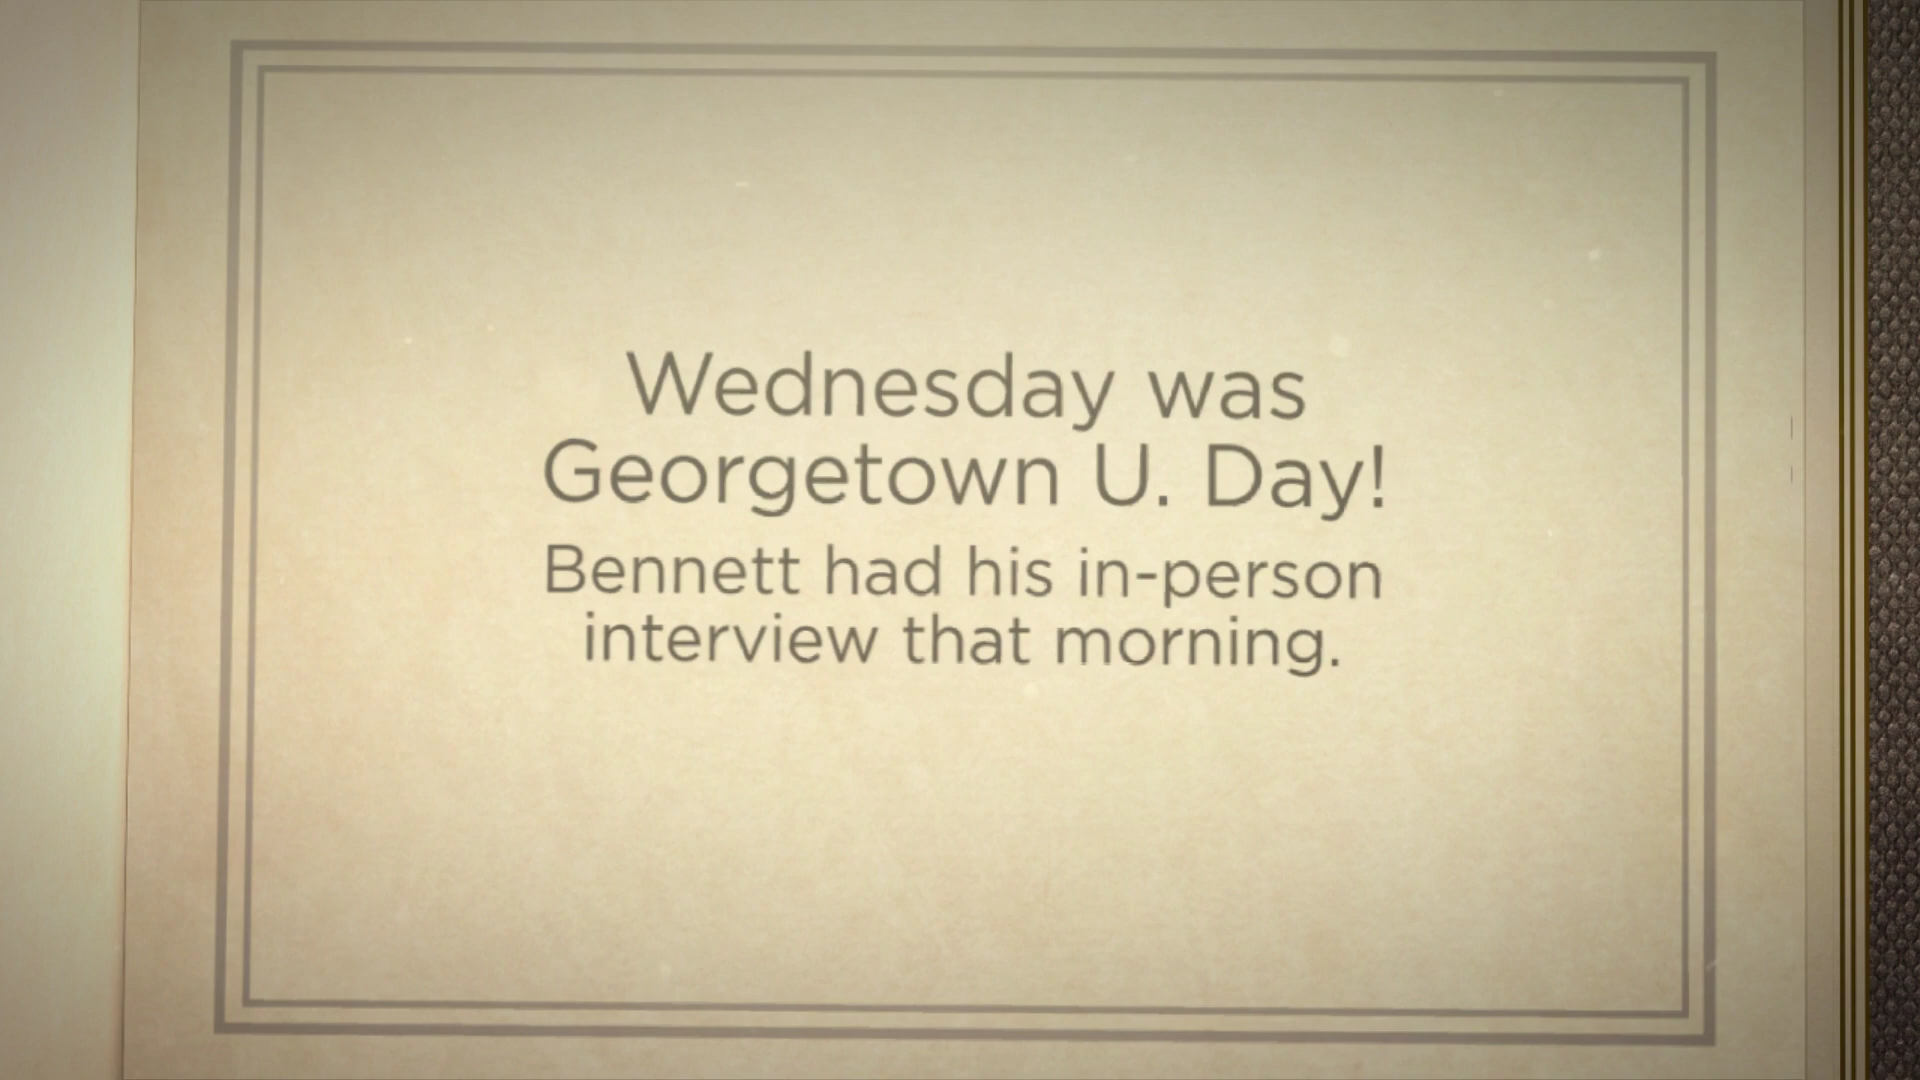 Wednesday was
Georgetown U. Day!
Bennett had his in-person
interview that morning.